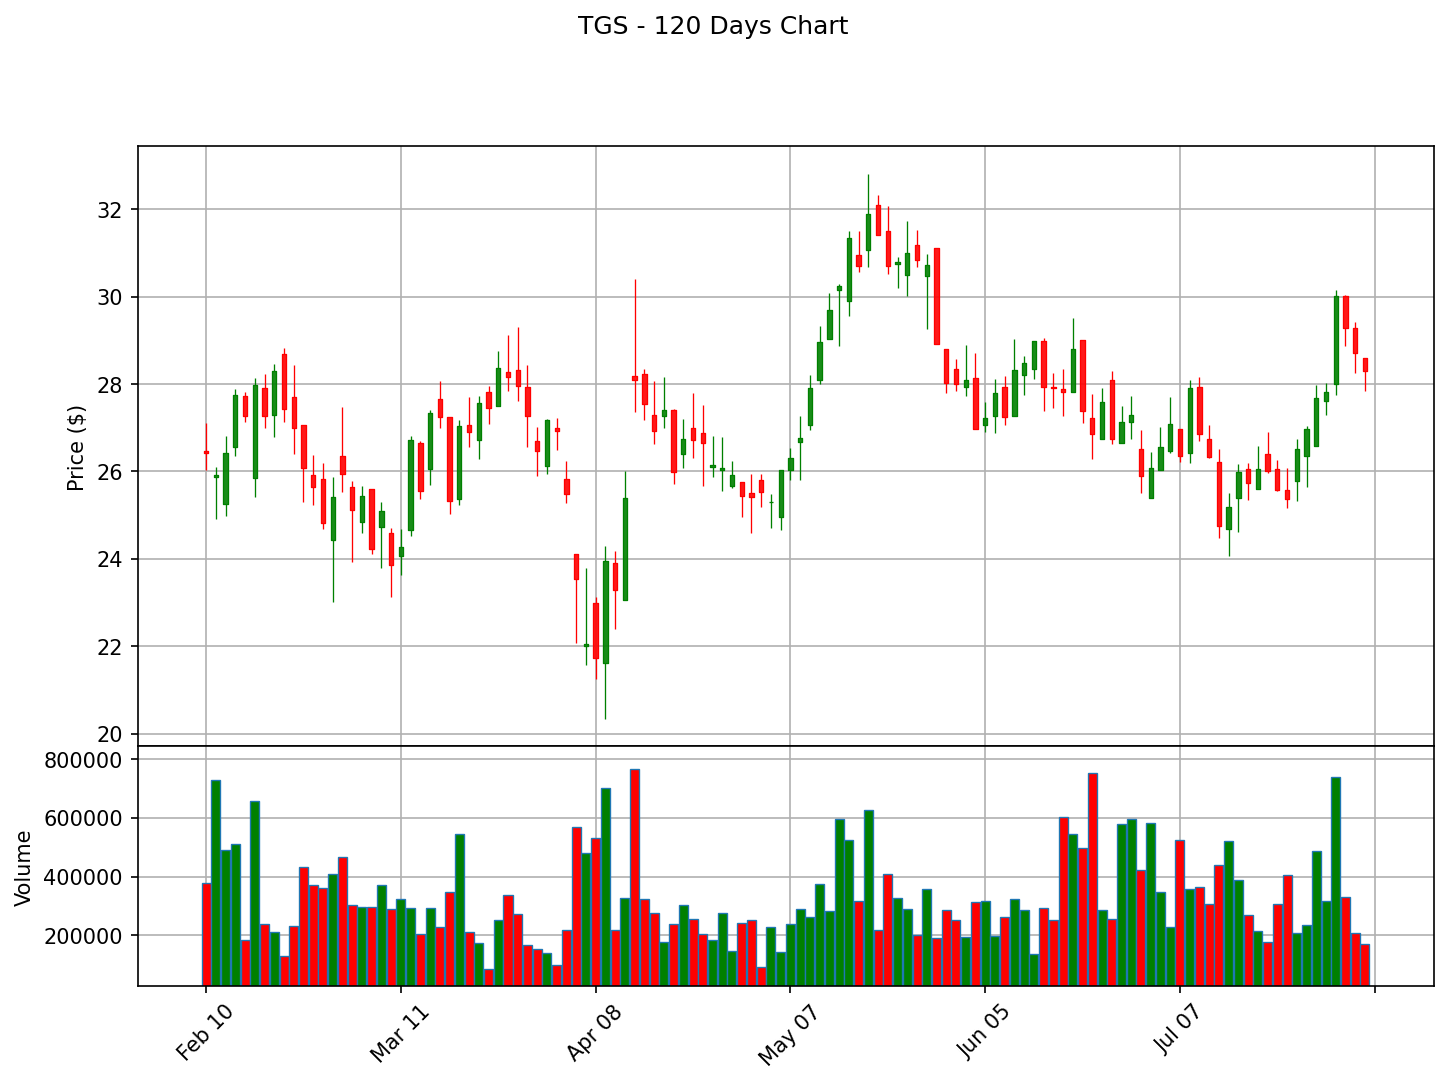 TGS - 120 Days Chart
Price ($)
32
30
28
26
24
22
20
Volume
800000
600000
400000
200000
Feb 10
Mar 11
Apr 08
May 07
Jun 05
Jul 07